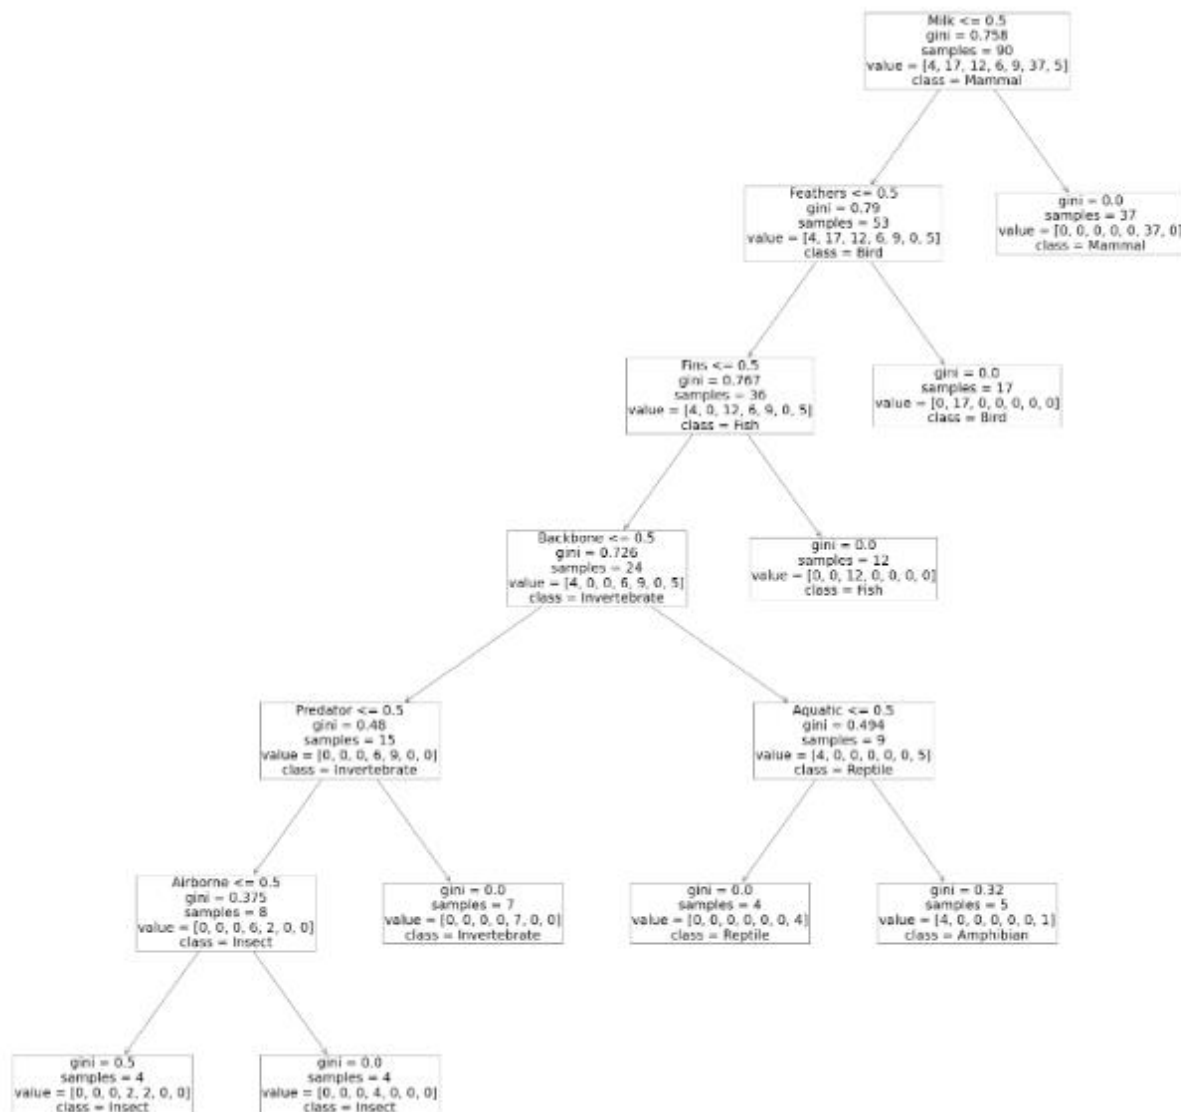 Milk <= 0.5
gini = 0.758
samples = 90
value = [4, 17, 12, 6, 9, 37, 5]
class = Mammal
Feathers <= 0.5
gini = 0.79
samples = 53
value = [4, 17, 12, 6, 9, 0, 5]
class = Bird
gini = 0.0
samples = 37
value = [0, 0, 0, 0, 0, 37, 0]
class = Mammal
Fins <= 0.5
gini = 0.767
samples = 36
value = [4, 0, 12, 6, 9, 0, 5]
class = Fish
gini = 0.0
samples = 17
value = [0, 17, 0, 0, 0, 0, 0]
class = Bird
Backbone <= 0.5
gini = 0.726
samples = 24
value = [4, 0, 0, 6, 9, 0, 5]
class = Invertebrate
gini = 0.0
samples = 12
value = [0, 0, 12, 0, 0, 0, 0]
class = Fish
Predator <= 0.5
gini = 0.48
samples = 15
value = [0, 0, 0, 6, 9, 0, 0]
class = Invertebrate
Aquatic <= 0.5
gini = 0.494
samples = 9
value = [4, 0, 0, 0, 0, 0, 5]
class = Reptile
Airborne <= 0.5
gini = 0.375
samples = 8
value = [0, 0, 0, 6, 2, 0, 0]
class = Insect
gini = 0.0
samples = 7
value = [0, 0, 0, 0, 7, 0, 0]
class = Invertebrate
gini = 0.0
samples = 4
value = [0, 0, 0, 0, 0, 0, 4]
class = Reptile
gini = 0.32
samples = 5
value = [4, 0, 0, 0, 0, 0, 1]
class = Amphibian
gini = 0.5
samples = 4
value = [0, 0, 0, 2, 2, 0, 0]
class = Insect
gini = 0.0
samples = 4
value = [0, 0, 0, 4, 0, 0, 0]
class = Insect